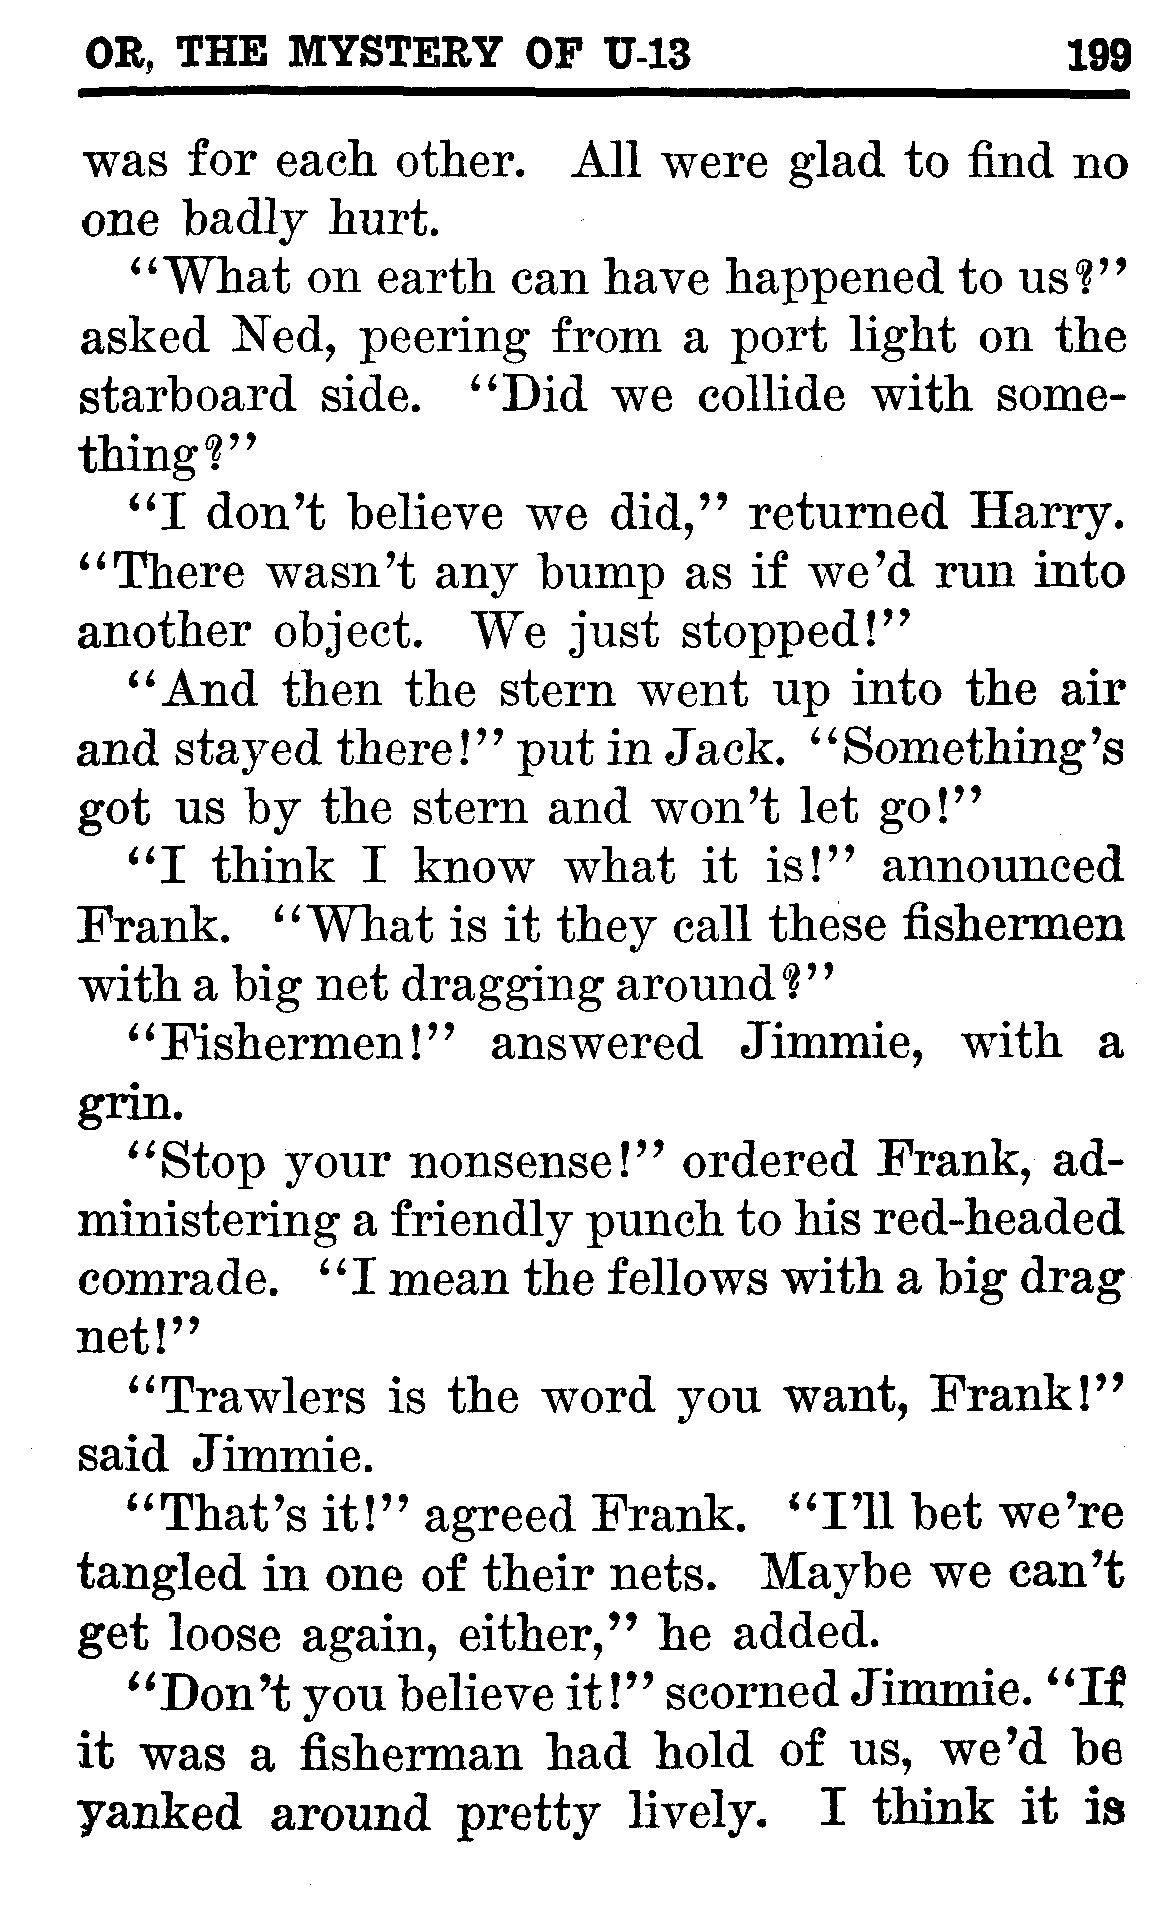 OR, THE MYSTERY OF U-13 199
was for each other. All were glad to find no
one badly hurt.
“What on earth can have happened to us?”
asked Ned, peering from a port light on the
starboard side. “Did we collide with some-
thing?”
“I don’t believe we did,” returned Harry.
“There wasn’t any bump as if we’d run into
another object. We just stopped!”
“And then the stern went up into the air
and stayed there!” put in Jack. “Something’s
got us by the stern and won’t let go!”
“I think I know what it is!” announced
Frank. “What is it they call these fishermen
with a big net dragging around?”
“Fishermen!” answered Jimmie, with a
grin.
“Stop your nonsense!” ordered Frank, ad-
ministering a friendly punch to his red-headed
comrade. “I mean the fellows with a big drag
net!”
“Trawlers is the word you want, Frank!”
said Jimmie.
“That’s it!” agreed Frank. “I’ll bet we’re
tangled in one of their nets. Maybe we can’t
get loose again, either,” he added.
“Don’t you believe it!” scorned Jimmie. “If
it was a fisherman had hold of us, we’d be
yanked around pretty lively. I think it is